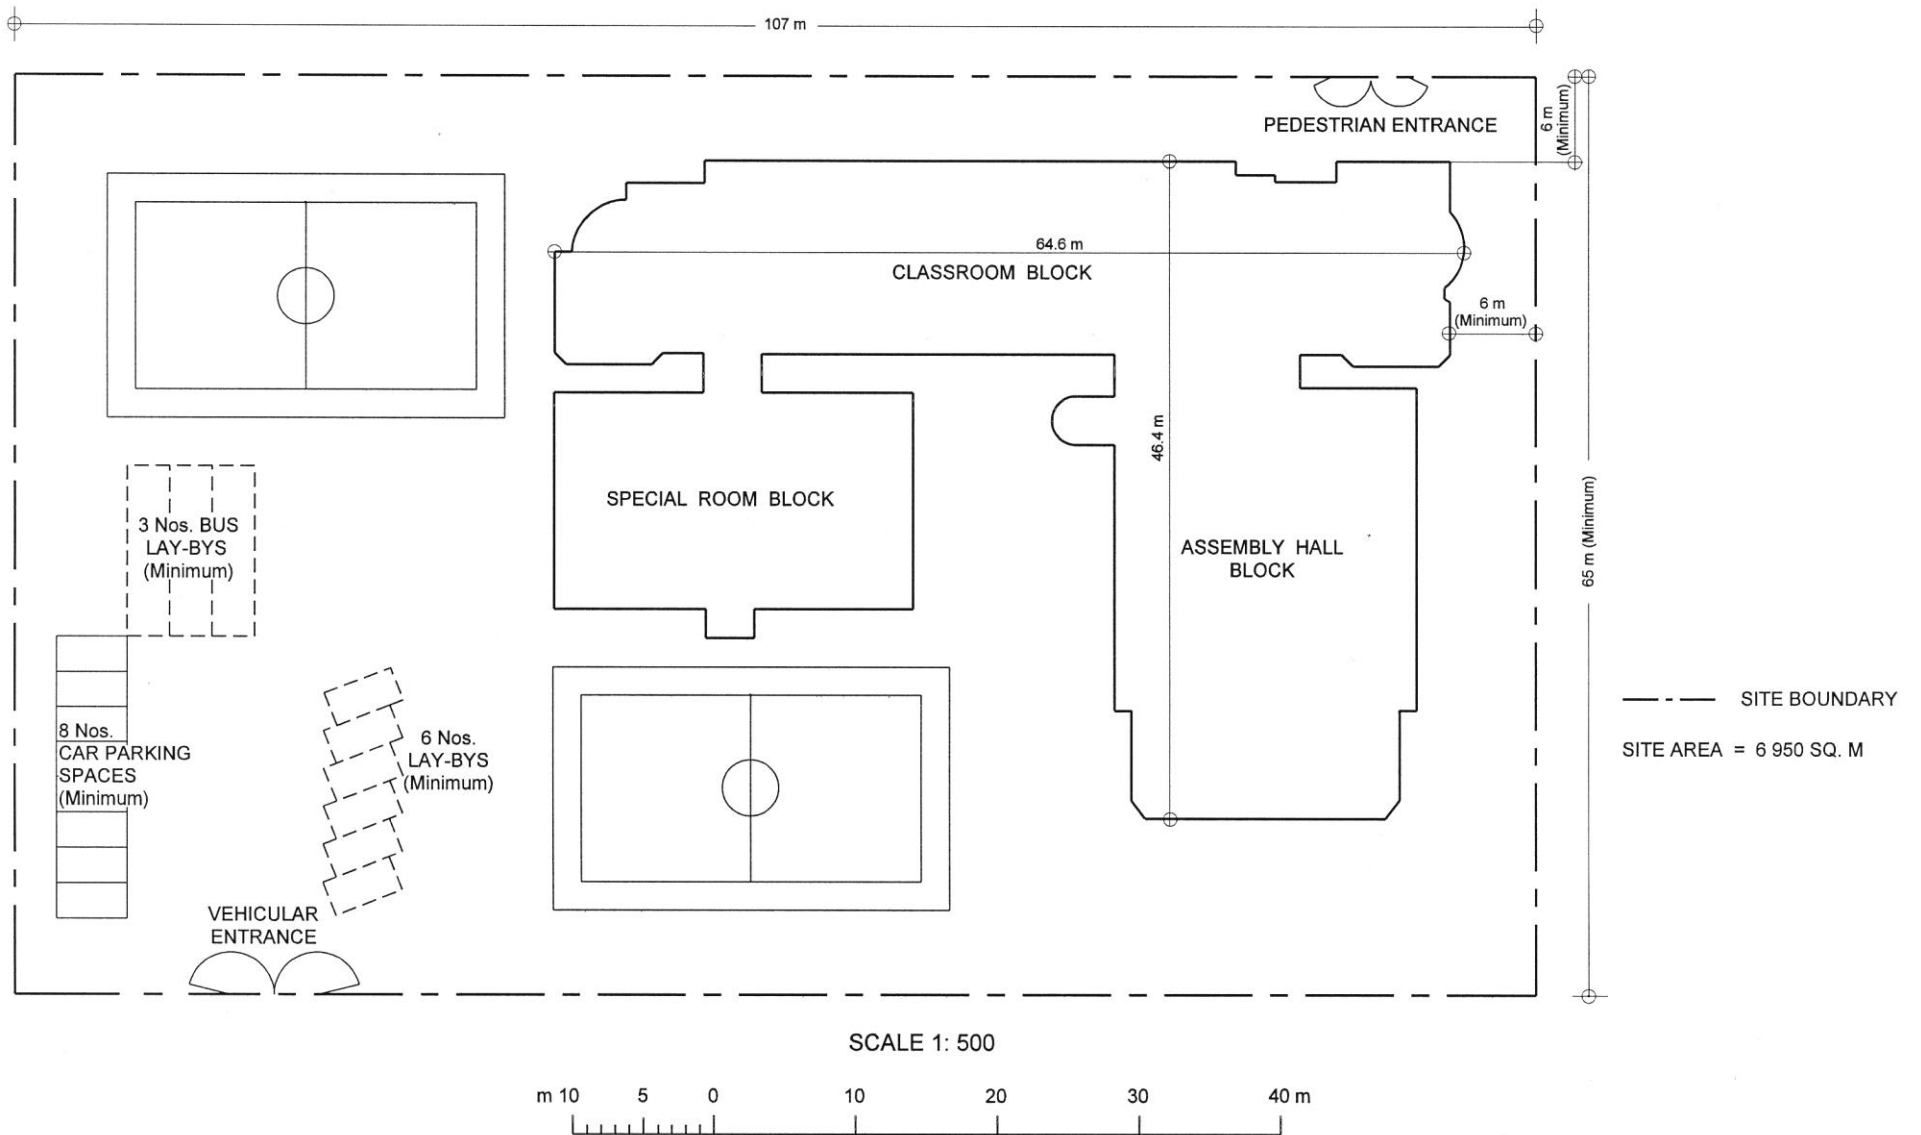 107 m
PEDESTRIAN ENTRANCE
6 m
(Minimum)
64.6 m
CLASSROOM BLOCK
6 m
(Minimum)
46.4 m
SPECIAL ROOM BLOCK
3 Nos. BUS
LAY-BYS
(Minimum)
ASSEMBLY HALL
BLOCK
65 m (Minimum)
8 Nos.
CAR PARKING
SPACES
(Minimum)
6 Nos.
LAY-BYS
(Minimum)
SITE BOUNDARY
SITE AREA = 6 950 SQ. M
VEHICULAR
ENTRANCE
SCALE 1: 500
m 10 5 0 10 20 30 40 m